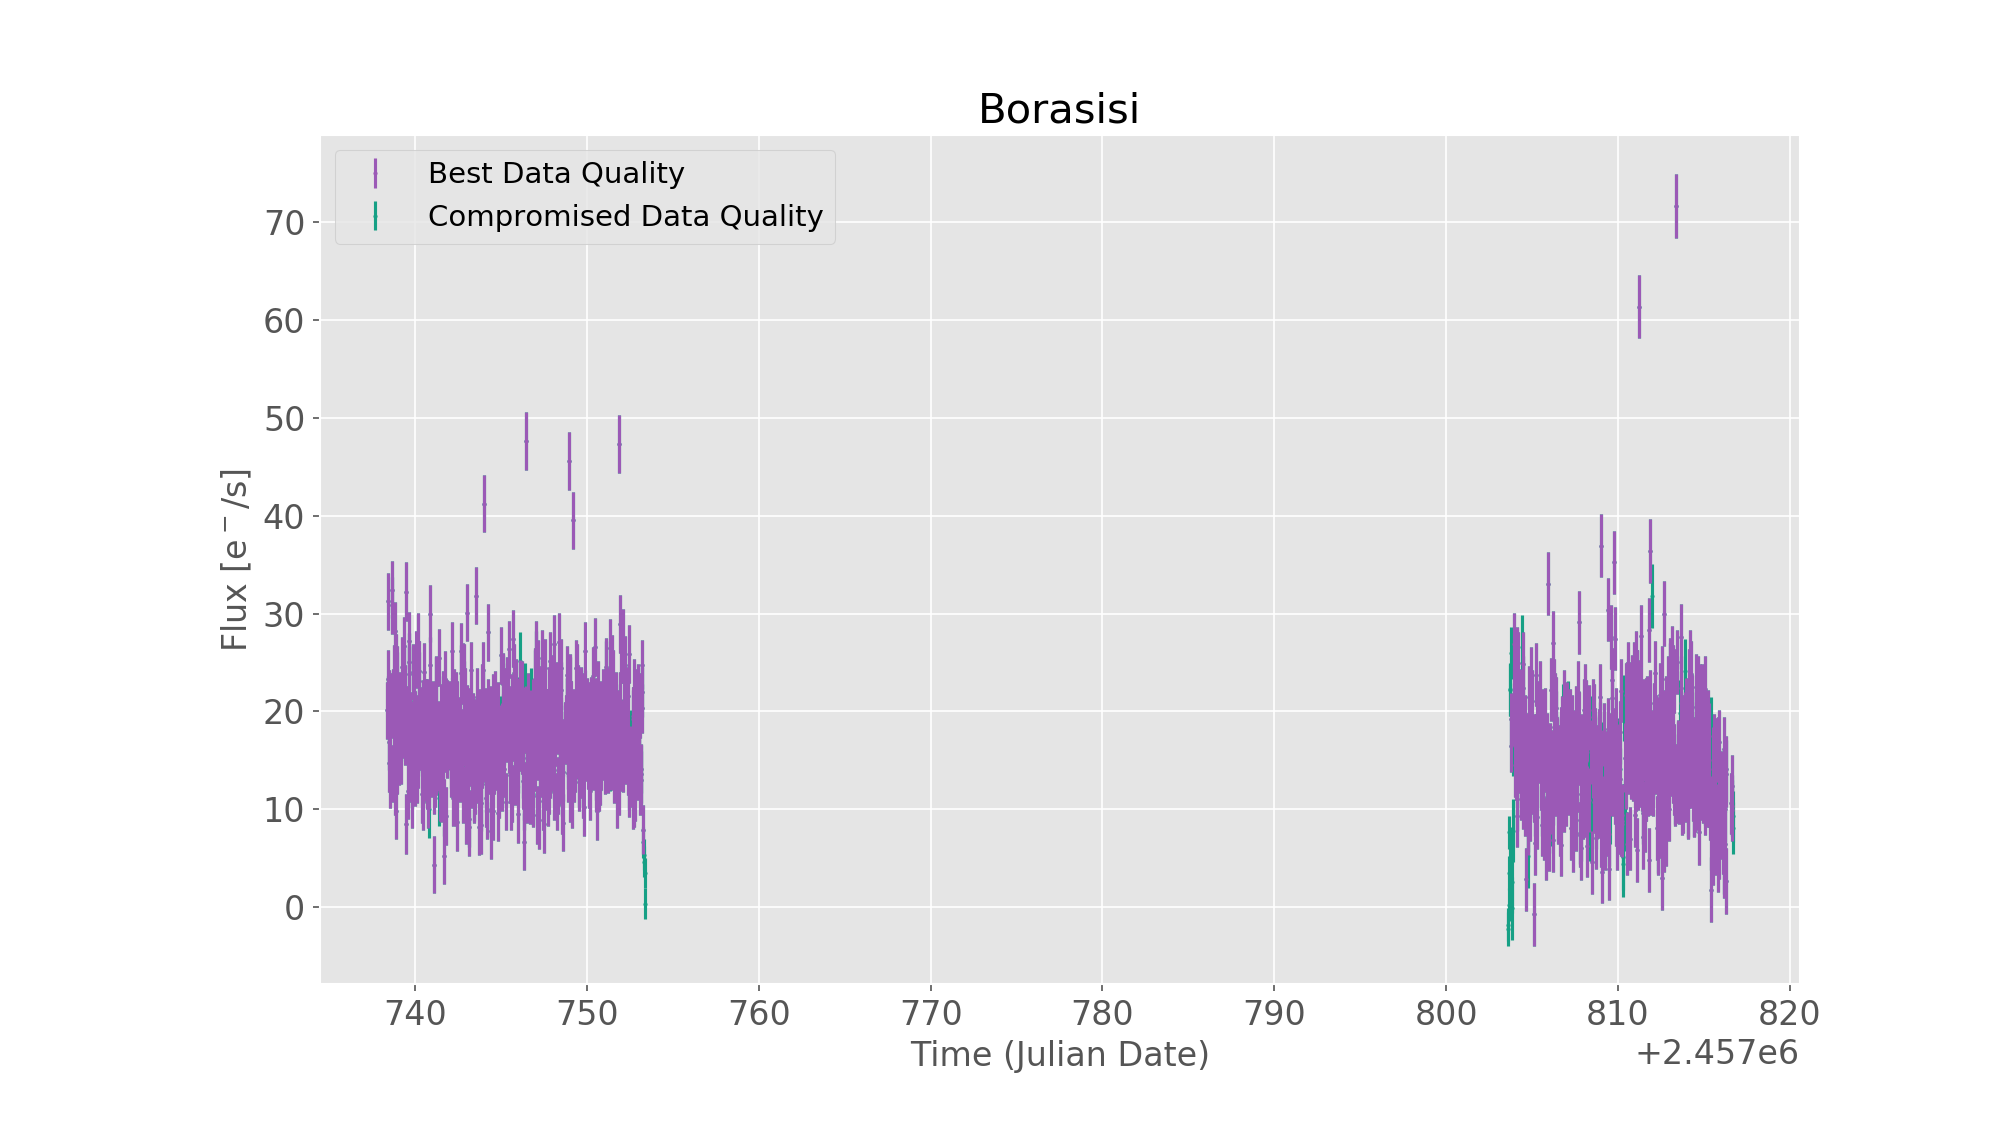 Borasisi
Best Data Quality
Compromised Data Quality
70
60
50
40
30
20
10
0
Flux [e⁻/s]
740 750 760 770 780 790 800 810 820
Time (Julian Date)
+2.457e6